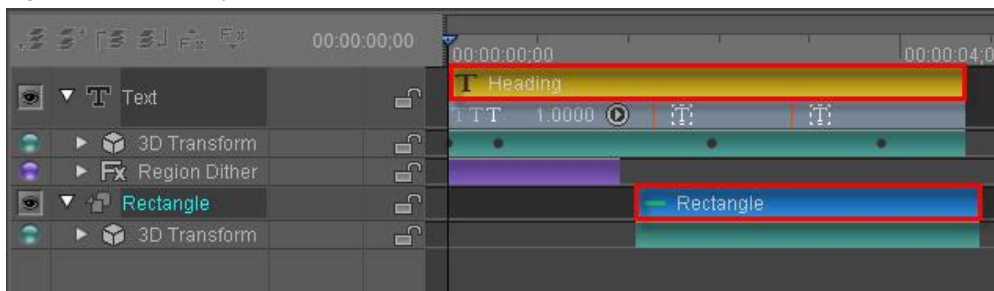 00:00:00;00 00:00:00;00 00:00:04;0
T Heading
T Text
T T T 1.0000 T T
3D Transform
Fx Region Dither
Rectangle Rectangle
3D Transform